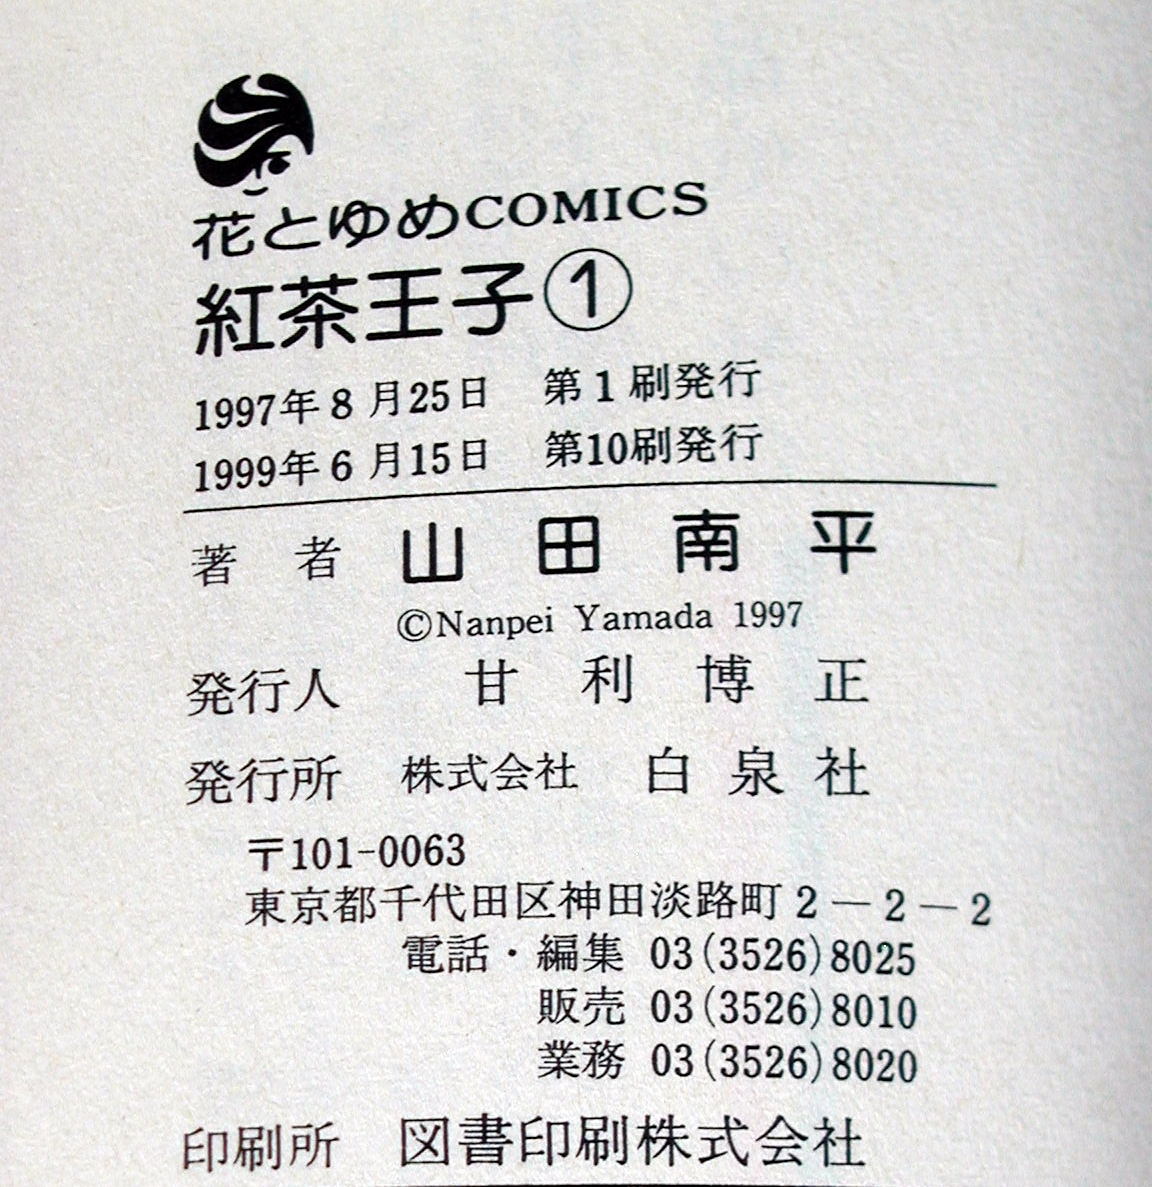 花とゆめCOMICS
紅茶王子①
1997年8月25日 第1刷発行
1999年6月15日 第10刷発行
著者 山田南平
©Nanpei Yamada 1997
発行人 甘利博正
発行所 株式会社 白泉社
〒101-0063
東京都千代田区神田淡路町2－2－2
電話・編集 03(3526)8025
販売 03(3526)8010
業務 03(3526)8020
印刷所 図書印刷株式会社